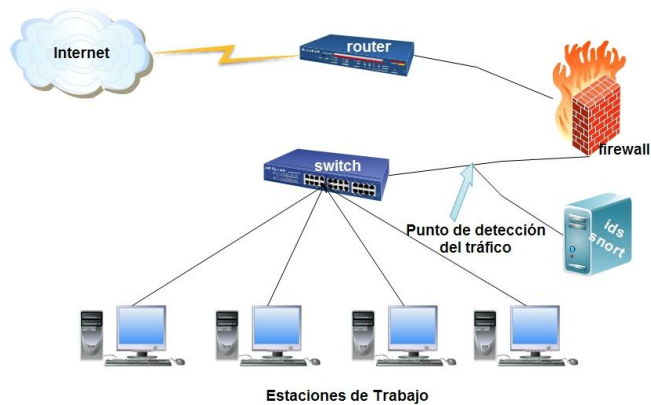 Internet
router
firewall
switch
Punto de detección
del tráfico
ids
snort
Estaciones de Trabajo